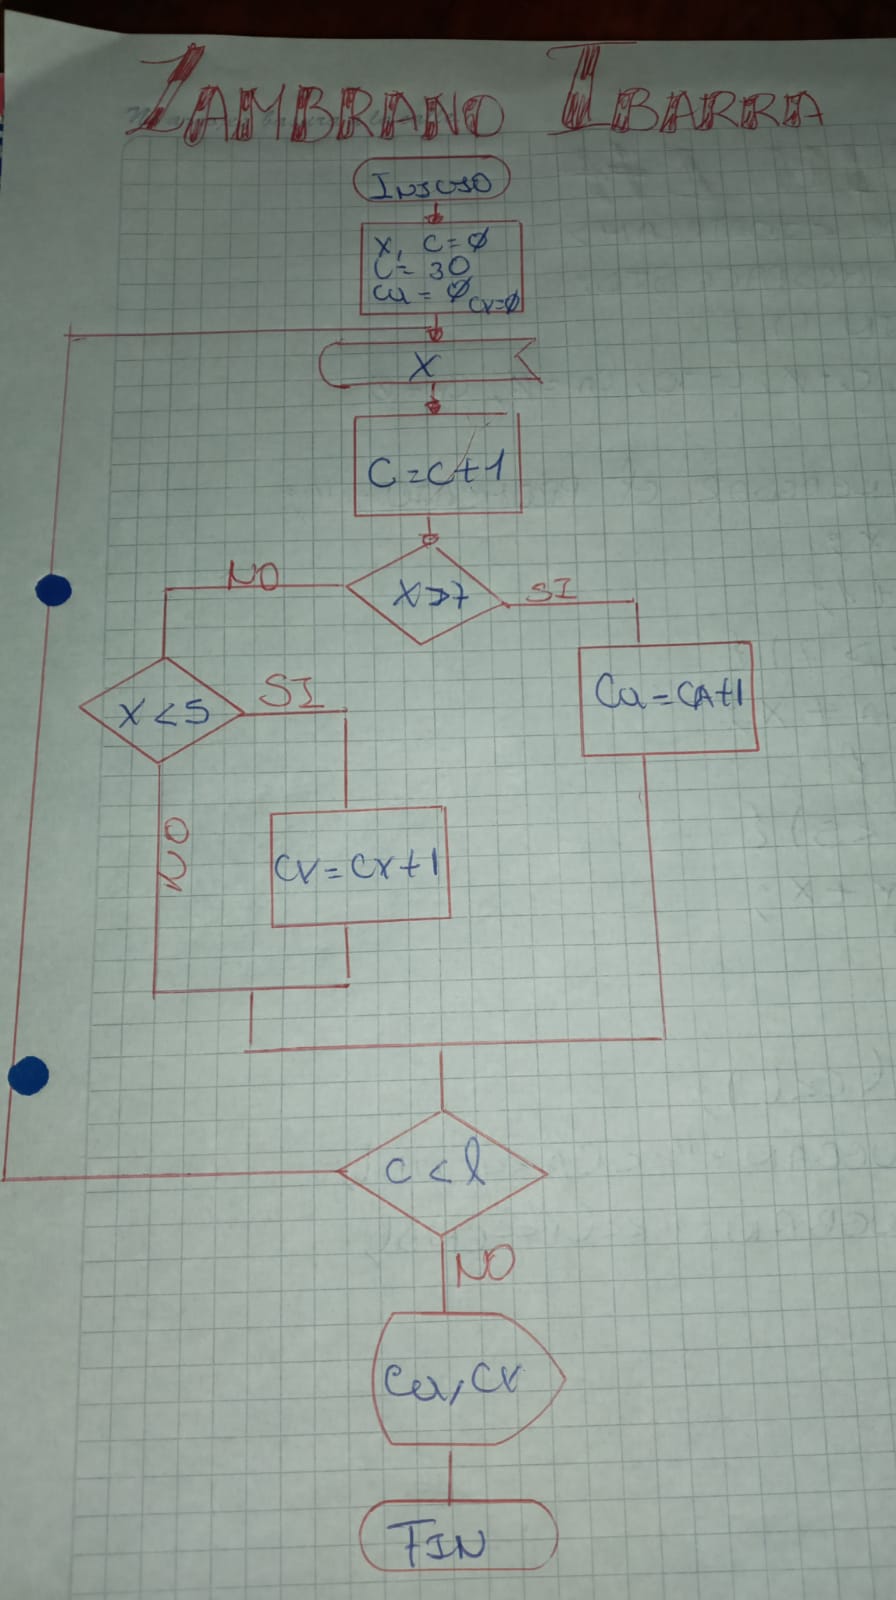 ZAMBRANO IBARRA
INICIO
X, C=Ø
C= 30
Ca = Ø CV=Ø
X
C=C+1
X>7
NO
SI
X<5
SI
Ca=CA+1
NO
CV=CV+1
C<l
NO
Ca, CV
FIN